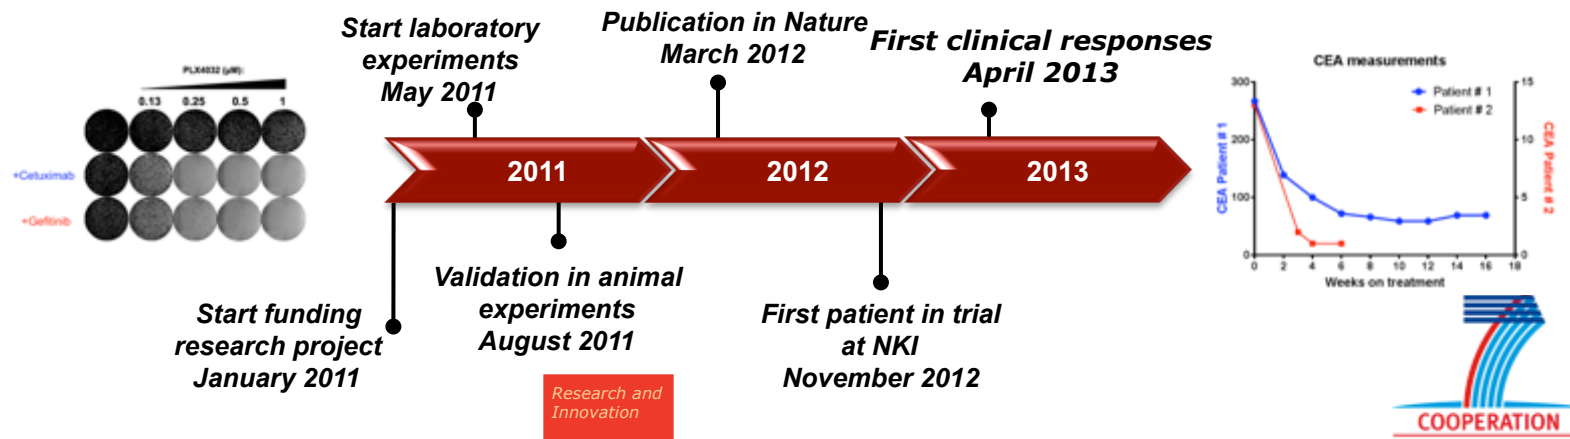 PLX4032 (µM):
0.13 0.25 0.5 1
+Cetuximab
+Gefitinib
Start laboratory
experiments
May 2011
Publication in Nature
March 2012
First clinical responses
April 2013
2011
2012
2013
Start funding
research project
January 2011
Validation in animal
experiments
August 2011
First patient in trial
at NKI
November 2012
Research and
Innovation
CEA measurements
Patient # 1
Patient # 2
CEA Patient # 1
300
200
100
0
CEA Patient # 2
15
10
5
0
0 2 4 6 8 10 12 14 16 18
Weeks on treatment
COOPERATION